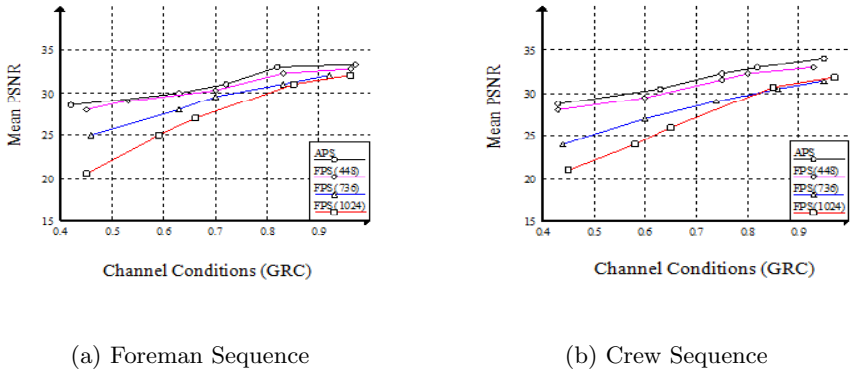 Mean PSNR
35
30
25
20
15
0.4 0.5 0.6 0.7 0.8 0.9
APS
FPS(448)
FPS(736)
FPS(1024)
Channel Conditions (GRC)
(a) Foreman Sequence
Mean PSNR
35
30
25
20
15
0.4 0.5 0.6 0.7 0.8 0.9
APS
FPS(448)
FPS(736)
FPS(1024)
Channel Conditions (GRC)
(b) Crew Sequence